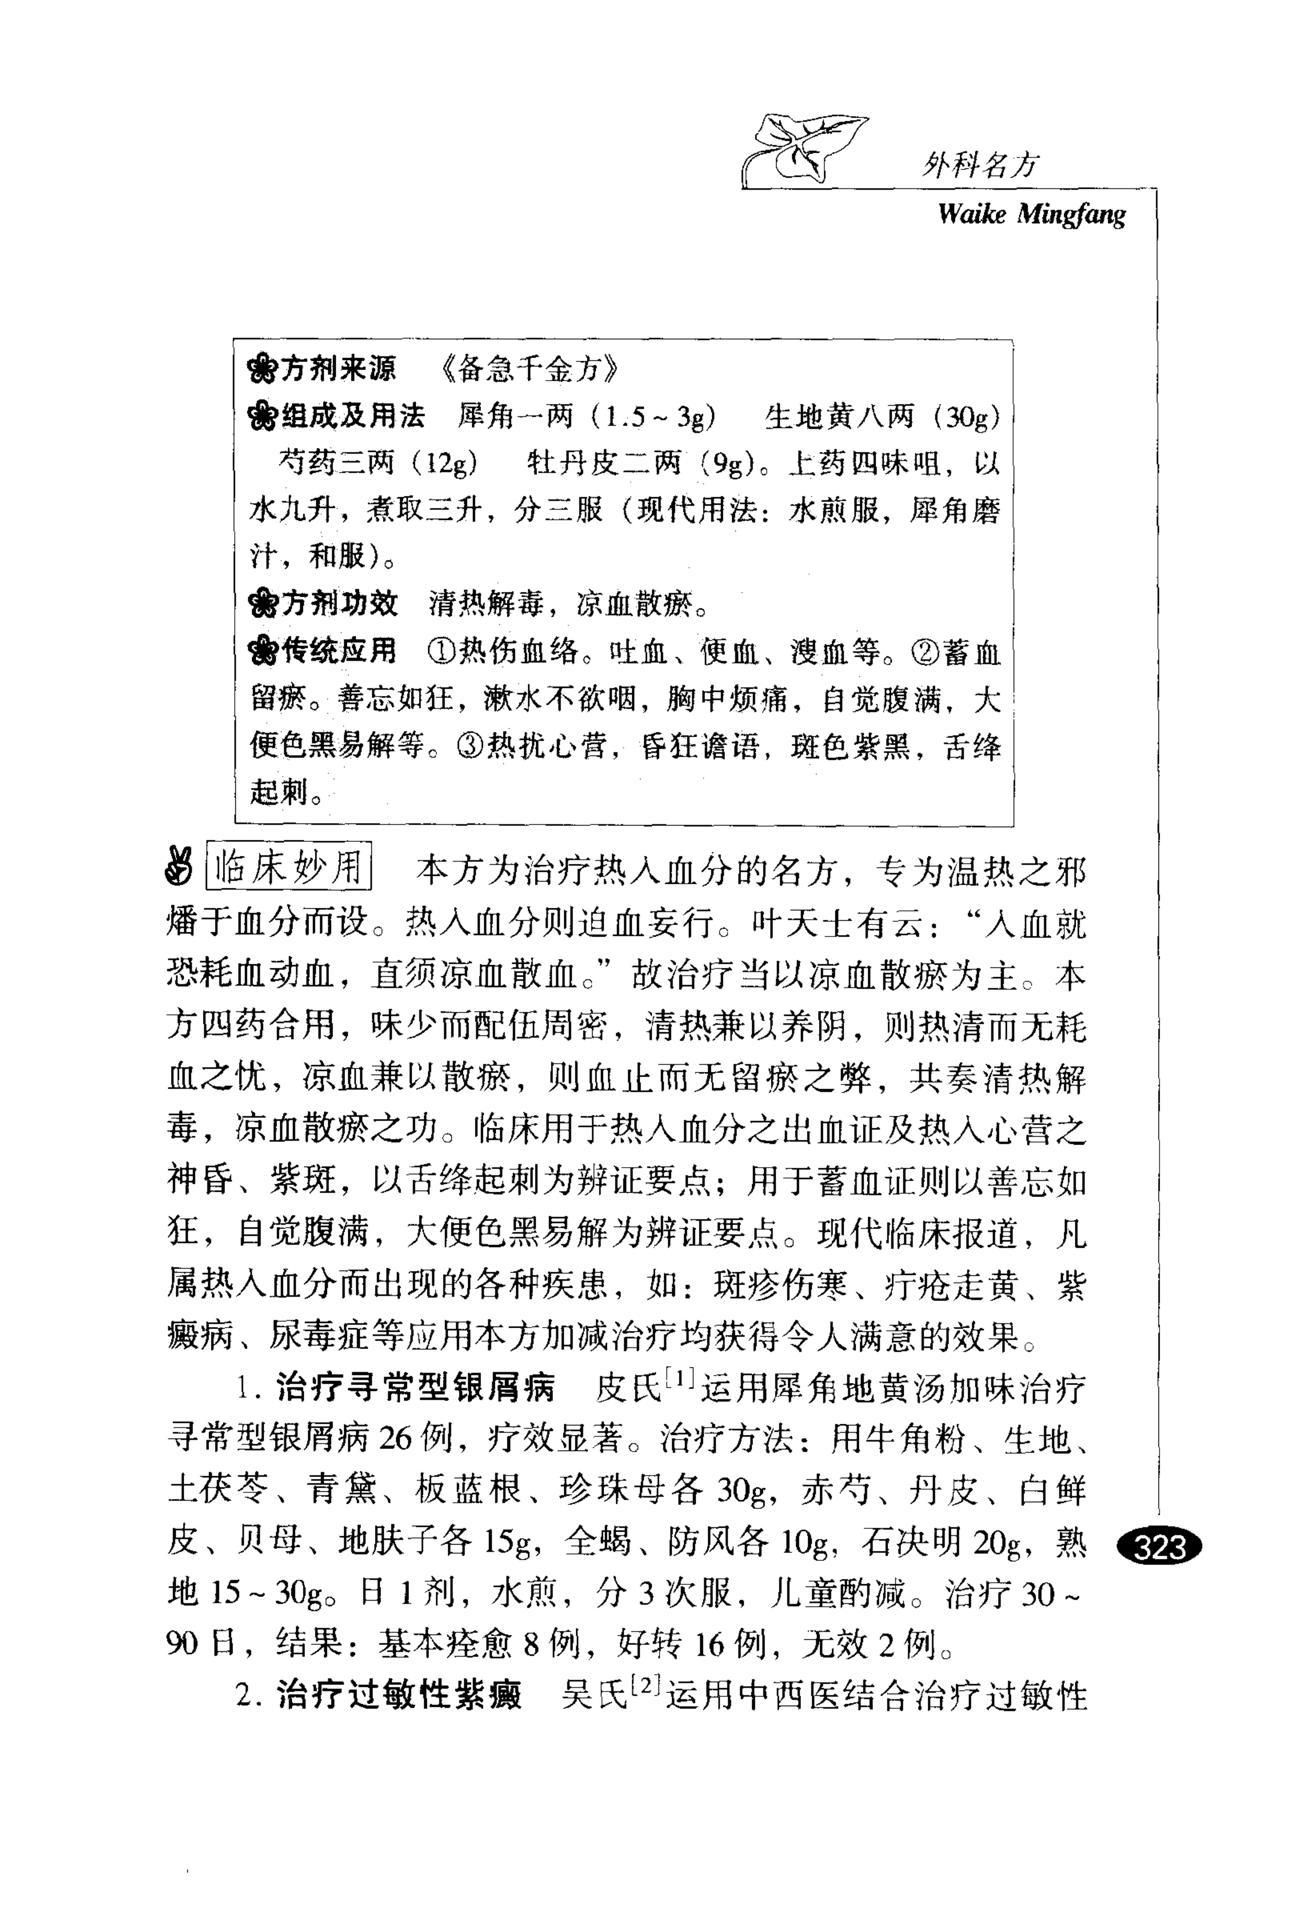 外科名方
Waike Mingfang
方剂来源 《备急千金方》
组成及用法 犀角一两（1.5~3g） 生地黄八两（30g）
芍药三两（12g） 牡丹皮二两（9g）。上药四味咀，以
水九升，煮取三升，分三服（现代用法：水煎服，犀角磨
汁，和服）。
方剂功效 清热解毒，凉血散瘀。
传统应用 ①热伤血络。吐血、便血、溲血等。②蓄血
留瘀。善忘如狂，漱水不欲咽，胸中烦痛，自觉腹满，大
便色黑易解等。③热扰心营，昏狂谵语，斑色紫黑，舌绛
起刺。
临床妙用 本方为治疗热入血分的名方，专为温热之邪
燔于血分而设。热入血分则迫血妄行。叶天士有云：“入血就
恐耗血动血，直须凉血散血。”故治疗当以凉血散瘀为主。本
方四药合用，味少而配伍周密，清热兼以养阴，则热清而无耗
血之忧，凉血兼以散瘀，则血止而无留瘀之弊，共奏清热解
毒，凉血散瘀之功。临床用于热入血分之出血证及热入心营之
神昏、紫斑，以舌绛起刺为辨证要点；用于蓄血证则以善忘如
狂，自觉腹满，大便色黑易解为辨证要点。现代临床报道，凡
属热入血分而出现的各种疾患，如：斑疹伤寒、疔疮走黄、紫
癜病、尿毒症等应用本方加减治疗均获得令人满意的效果。
1. 治疗寻常型银屑病 皮氏[1]运用犀角地黄汤加味治疗
寻常型银屑病 26 例，疗效显著。治疗方法：用牛角粉、生地、
土茯苓、青黛、板蓝根、珍珠母各 30g，赤芍、丹皮、白鲜
皮、贝母、地肤子各 15g，全蝎、防风各 10g，石决明 20g，熟
地 15~30g。日 1 剂，水煎，分 3 次服，儿童酌减。治疗 30~
90 日，结果：基本痊愈 8 例，好转 16 例，无效 2 例。
2. 治疗过敏性紫癜 吴氏[2]运用中西医结合治疗过敏性
323